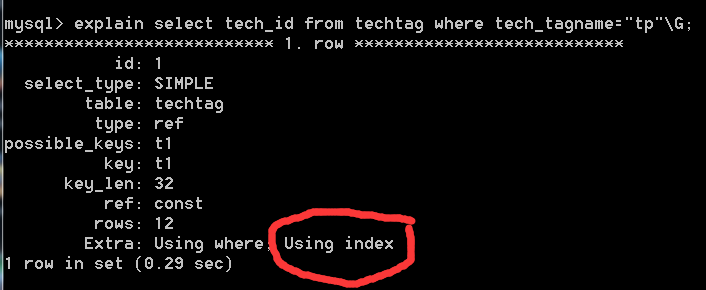 mysql> explain select tech_id from techtag where tech_tagname="tp"\G;
*************************** 1. row ***************************
id: 1
select_type: SIMPLE
table: techtag
type: ref
possible_keys: t1
key: t1
key_len: 32
ref: const
rows: 12
Extra: Using where; Using index
1 row in set (0.29 sec)